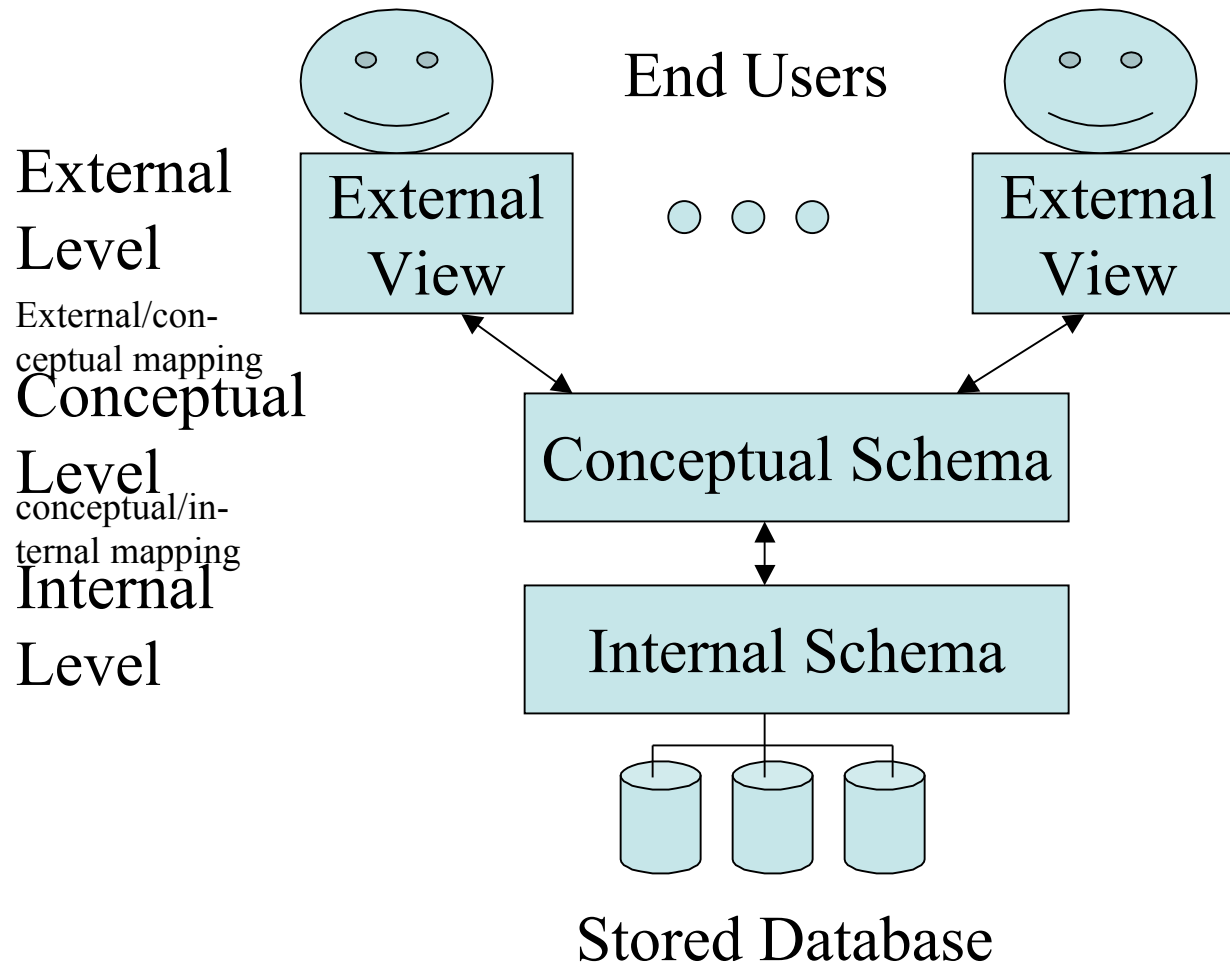 End Users
External
Level
External
View
External
View
External/con-
ceptual mapping
Conceptual
Level
Conceptual Schema
conceptual/in-
ternal mapping
Internal
Level
Internal Schema
Stored Database